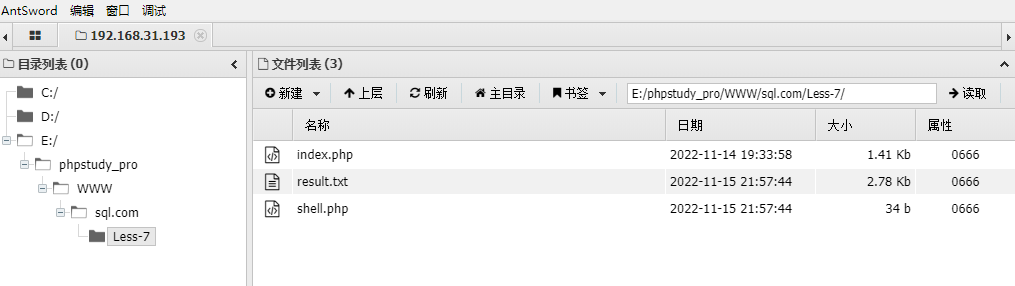 AntSword 编辑 窗口 调试
192.168.31.193
目录列表 (0)
C:/
D:/
E:/
phpstudy_pro
WWW
sql.com
Less-7
文件列表 (3)
新建 上层 刷新 主目录 书签 E:/phpstudy_pro/WWW/sql.com/Less-7/ 读取
名称 日期 大小 属性
index.php 2022-11-14 19:33:58 1.41 Kb 0666
result.txt 2022-11-15 21:57:44 2.78 Kb 0666
shell.php 2022-11-15 21:57:44 34 b 0666